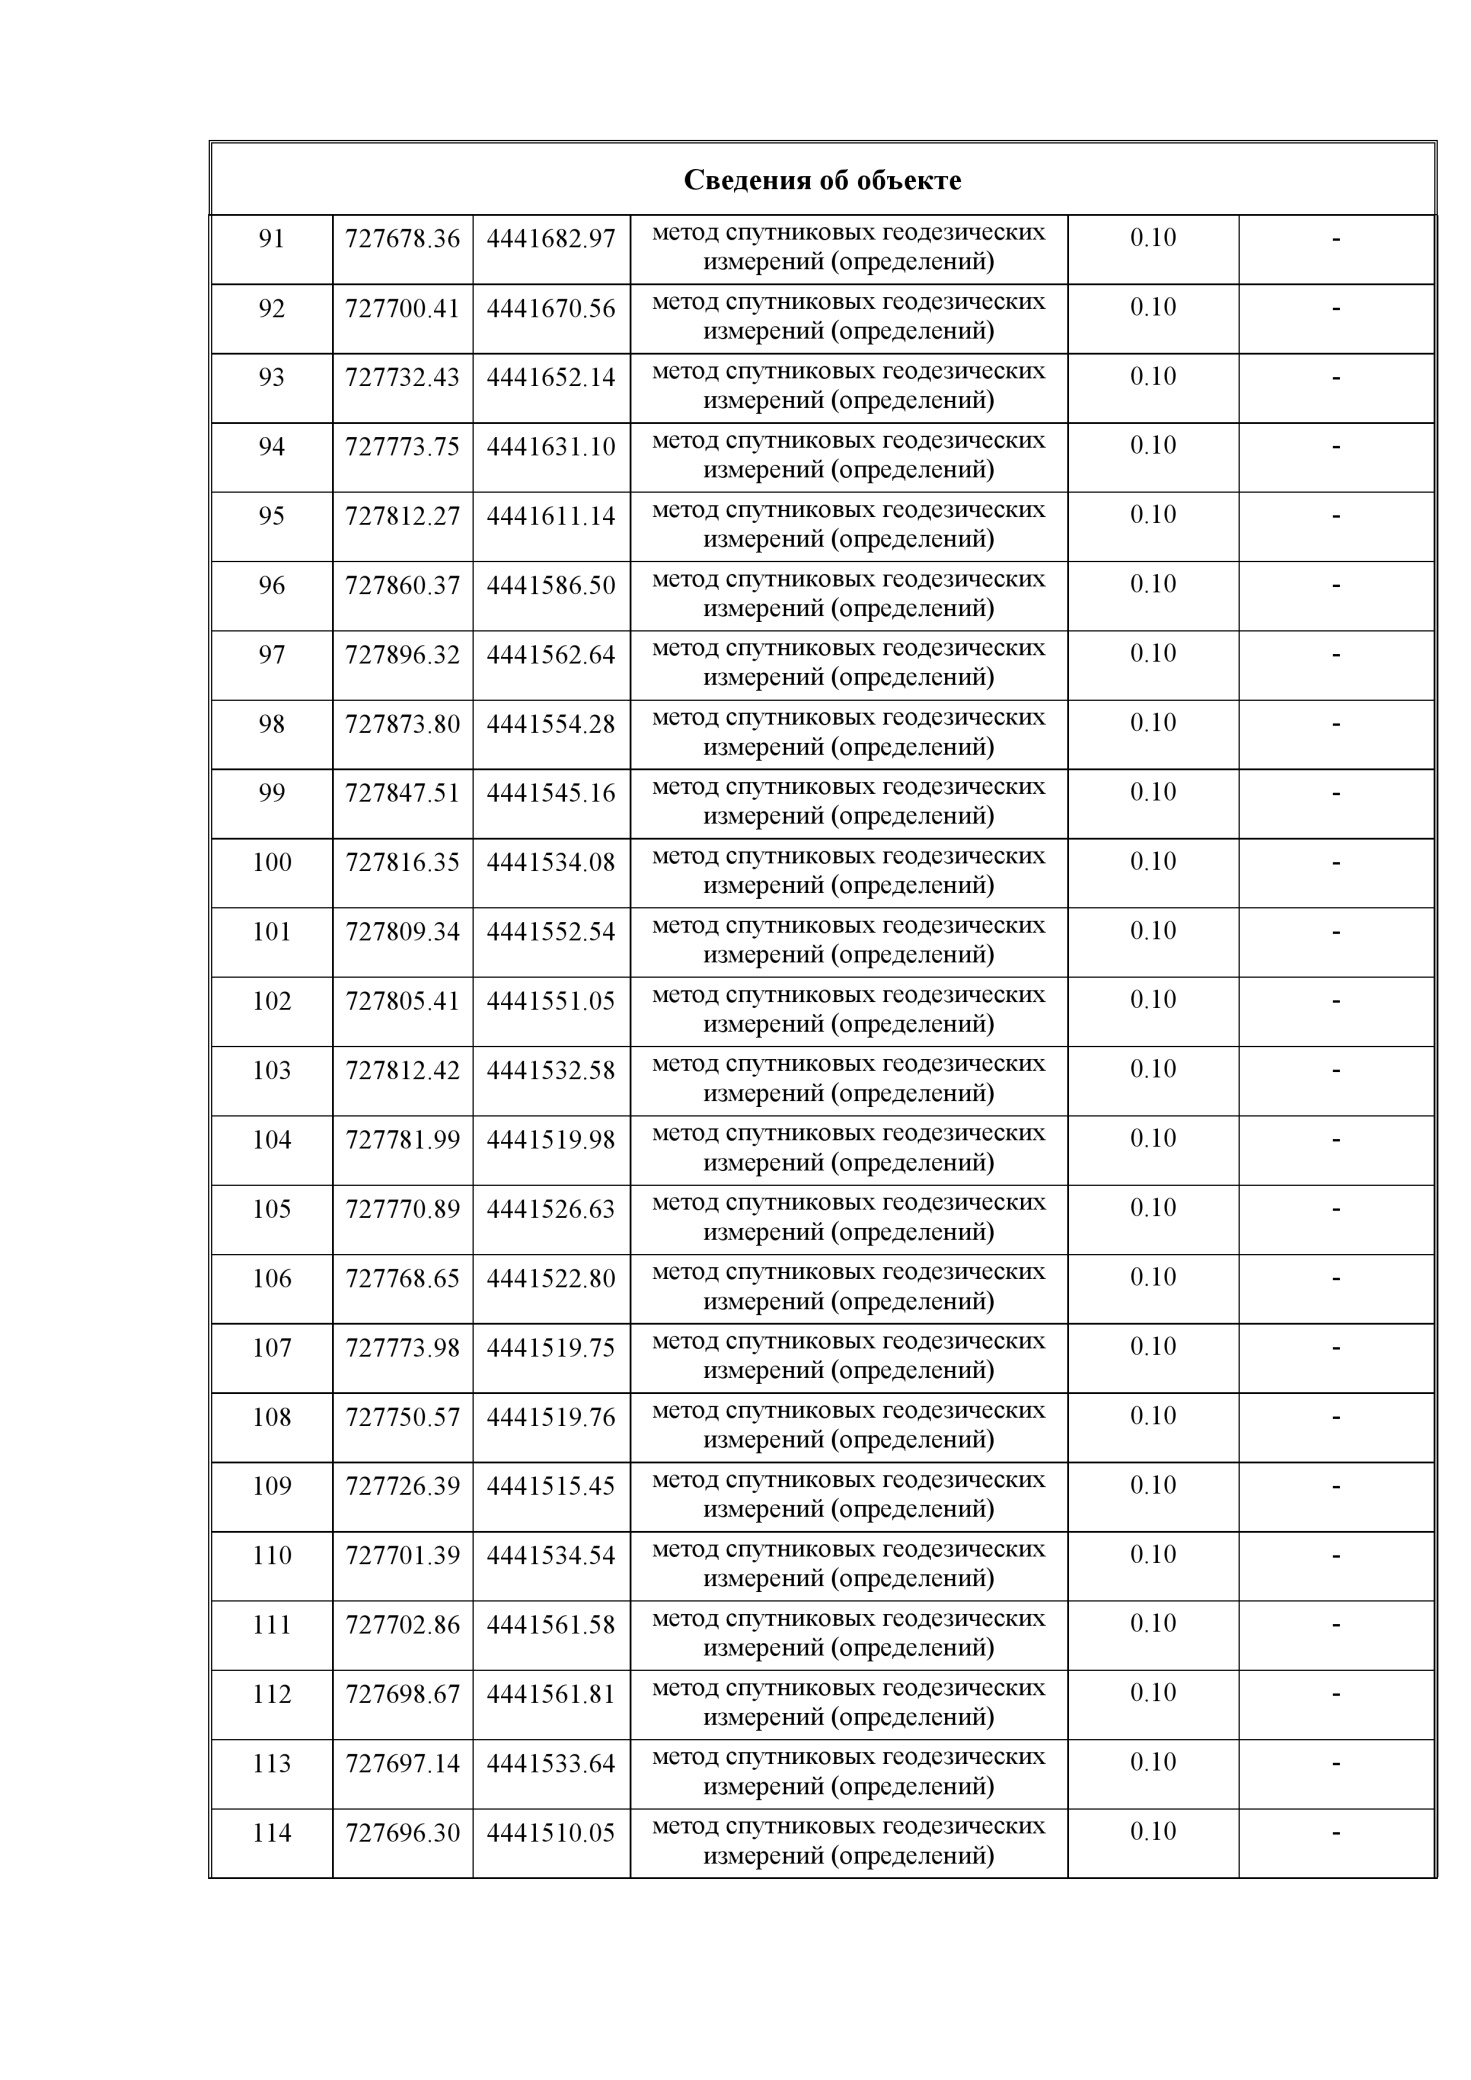 Сведения об объекте
91 727678.36 4441682.97 метод спутниковых геодезических измерений (определений) 0.10 -
92 727700.41 4441670.56 метод спутниковых геодезических измерений (определений) 0.10 -
93 727732.43 4441652.14 метод спутниковых геодезических измерений (определений) 0.10 -
94 727773.75 4441631.10 метод спутниковых геодезических измерений (определений) 0.10 -
95 727812.27 4441611.14 метод спутниковых геодезических измерений (определений) 0.10 -
96 727860.37 4441586.50 метод спутниковых геодезических измерений (определений) 0.10 -
97 727896.32 4441562.64 метод спутниковых геодезических измерений (определений) 0.10 -
98 727873.80 4441554.28 метод спутниковых геодезических измерений (определений) 0.10 -
99 727847.51 4441545.16 метод спутниковых геодезических измерений (определений) 0.10 -
100 727816.35 4441534.08 метод спутниковых геодезических измерений (определений) 0.10 -
101 727809.34 4441552.54 метод спутниковых геодезических измерений (определений) 0.10 -
102 727805.41 4441551.05 метод спутниковых геодезических измерений (определений) 0.10 -
103 727812.42 4441532.58 метод спутниковых геодезических измерений (определений) 0.10 -
104 727781.99 4441519.98 метод спутниковых геодезических измерений (определений) 0.10 -
105 727770.89 4441526.63 метод спутниковых геодезических измерений (определений) 0.10 -
106 727768.65 4441522.80 метод спутниковых геодезических измерений (определений) 0.10 -
107 727773.98 4441519.75 метод спутниковых геодезических измерений (определений) 0.10 -
108 727750.57 4441519.76 метод спутниковых геодезических измерений (определений) 0.10 -
109 727726.39 4441515.45 метод спутниковых геодезических измерений (определений) 0.10 -
110 727701.39 4441534.54 метод спутниковых геодезических измерений (определений) 0.10 -
111 727702.86 4441561.58 метод спутниковых геодезических измерений (определений) 0.10 -
112 727698.67 4441561.81 метод спутниковых геодезических измерений (определений) 0.10 -
113 727697.14 4441533.64 метод спутниковых геодезических измерений (определений) 0.10 -
114 727696.30 4441510.05 метод спутниковых геодезических измерений (определений) 0.10 -